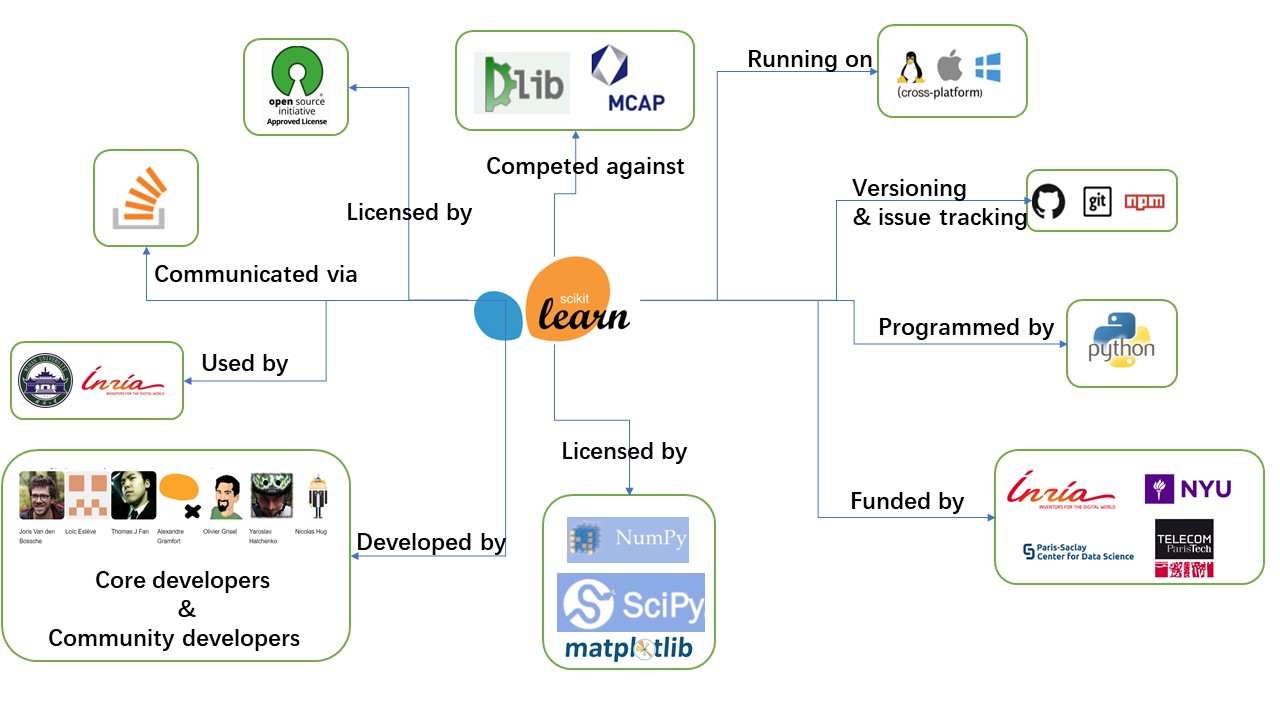 open source
initiative
Approved License
Dlib
MCAP
Running on
(cross-platform)
Competed against
Versioning
& issue tracking
git
npm
Licensed by
Communicated via
scikit
learn
Programmed by
python
Used by
Inría
INVENTORS FOR THE DIGITAL WORLD
Licensed by
Funded by
Inría
INVENTORS FOR THE DIGITAL WORLD
NYU
Paris-Saclay
Center for Data Science
TELECOM
ParisTech
Joris Van den
Bossche
Loïc Estève
Thomas J Fan
Alexandre
Gramfort
Olivier Grisel
Yaroslav
Halchenko
Nicolas Hug
Developed by
Core developers
&
Community developers
NumPy
SciPy
matplotlib